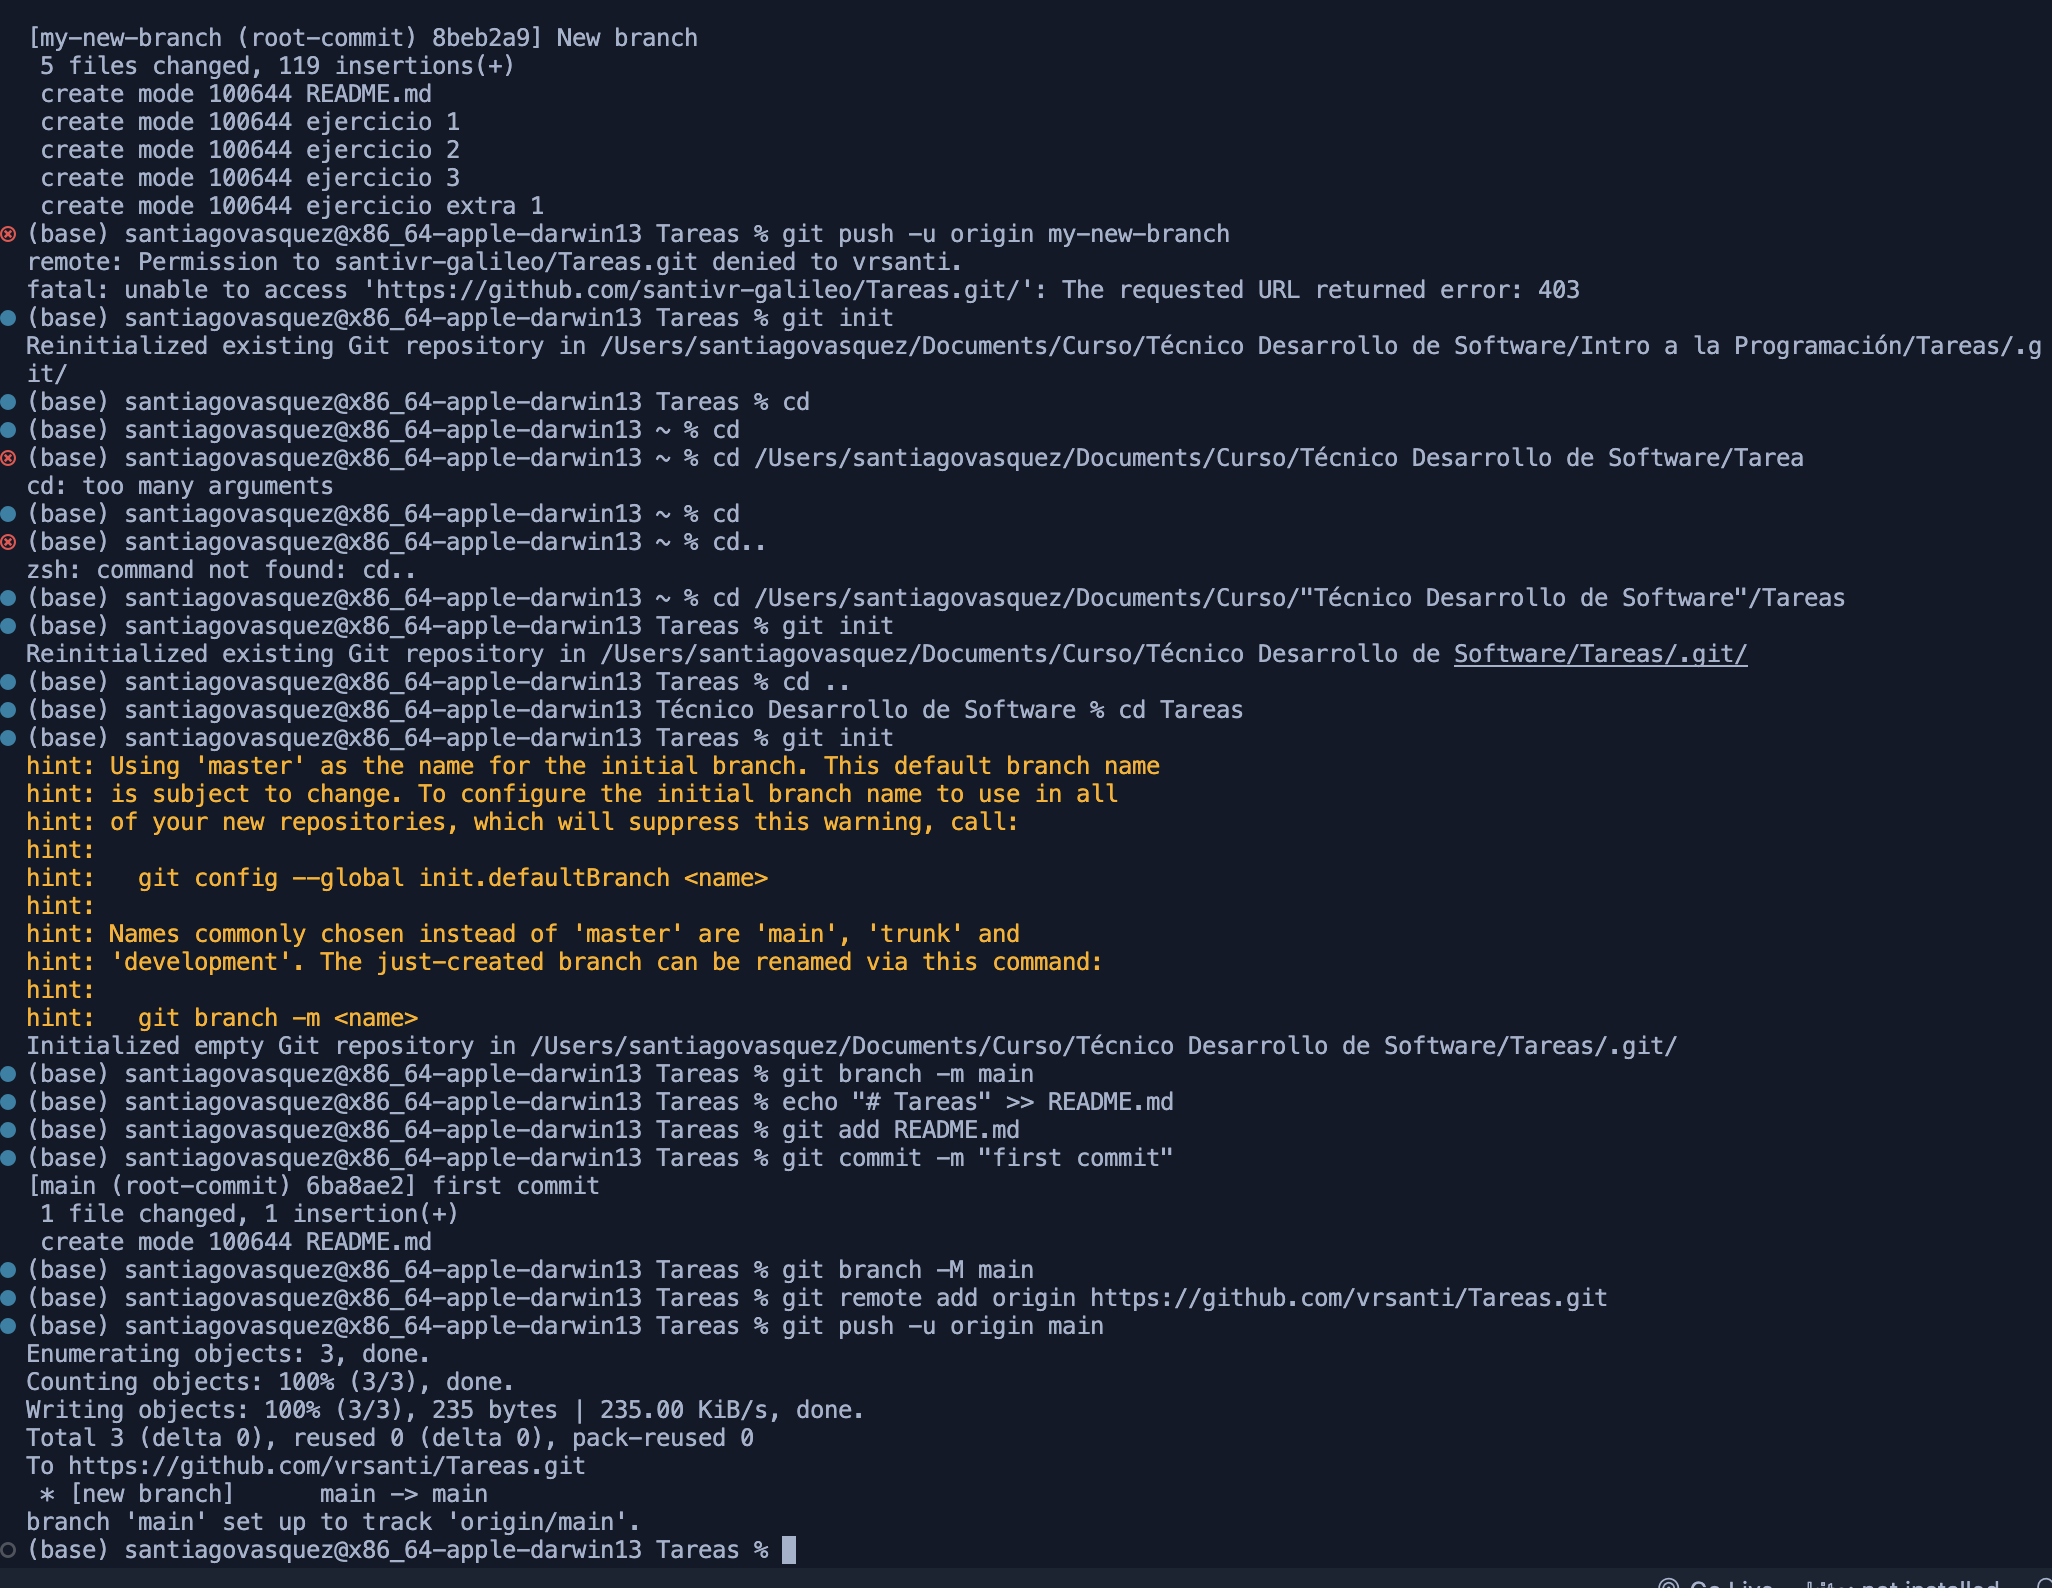 [my-new-branch (root-commit) 8beb2a9] New branch
 5 files changed, 119 insertions(+)
 create mode 100644 README.md
 create mode 100644 ejercicio 1
 create mode 100644 ejercicio 2
 create mode 100644 ejercicio 3
 create mode 100644 ejercicio extra 1
(base) santiagovasquez@x86_64-apple-darwin13 Tareas % git push -u origin my-new-branch
remote: Permission to santivr-galileo/Tareas.git denied to vrsanti.
fatal: unable to access 'https://github.com/santivr-galileo/Tareas.git/': The requested URL returned error: 403
(base) santiagovasquez@x86_64-apple-darwin13 Tareas % git init
Reinitialized existing Git repository in /Users/santiagovasquez/Documents/Curso/Técnico Desarrollo de Software/Intro a la Programación/Tareas/.g
it/
(base) santiagovasquez@x86_64-apple-darwin13 Tareas % cd
(base) santiagovasquez@x86_64-apple-darwin13 ~ % cd
(base) santiagovasquez@x86_64-apple-darwin13 ~ % cd /Users/santiagovasquez/Documents/Curso/Técnico Desarrollo de Software/Tarea
cd: too many arguments
(base) santiagovasquez@x86_64-apple-darwin13 ~ % cd
(base) santiagovasquez@x86_64-apple-darwin13 ~ % cd..
zsh: command not found: cd..
(base) santiagovasquez@x86_64-apple-darwin13 ~ % cd /Users/santiagovasquez/Documents/Curso/"Técnico Desarrollo de Software"/Tareas
(base) santiagovasquez@x86_64-apple-darwin13 Tareas % git init
Reinitialized existing Git repository in /Users/santiagovasquez/Documents/Curso/Técnico Desarrollo de Software/Tareas/.git/
(base) santiagovasquez@x86_64-apple-darwin13 Tareas % cd ..
(base) santiagovasquez@x86_64-apple-darwin13 Técnico Desarrollo de Software % cd Tareas
(base) santiagovasquez@x86_64-apple-darwin13 Tareas % git init
hint: Using 'master' as the name for the initial branch. This default branch name
hint: is subject to change. To configure the initial branch name to use in all
hint: of your new repositories, which will suppress this warning, call:
hint:
hint:   git config --global init.defaultBranch <name>
hint:
hint: Names commonly chosen instead of 'master' are 'main', 'trunk' and
hint: 'development'. The just-created branch can be renamed via this command:
hint:
hint:   git branch -m <name>
Initialized empty Git repository in /Users/santiagovasquez/Documents/Curso/Técnico Desarrollo de Software/Tareas/.git/
(base) santiagovasquez@x86_64-apple-darwin13 Tareas % git branch -m main
(base) santiagovasquez@x86_64-apple-darwin13 Tareas % echo "# Tareas" >> README.md
(base) santiagovasquez@x86_64-apple-darwin13 Tareas % git add README.md
(base) santiagovasquez@x86_64-apple-darwin13 Tareas % git commit -m "first commit"
[main (root-commit) 6ba8ae2] first commit
 1 file changed, 1 insertion(+)
 create mode 100644 README.md
(base) santiagovasquez@x86_64-apple-darwin13 Tareas % git branch -M main
(base) santiagovasquez@x86_64-apple-darwin13 Tareas % git remote add origin https://github.com/vrsanti/Tareas.git
(base) santiagovasquez@x86_64-apple-darwin13 Tareas % git push -u origin main
Enumerating objects: 3, done.
Counting objects: 100% (3/3), done.
Writing objects: 100% (3/3), 235 bytes | 235.00 KiB/s, done.
Total 3 (delta 0), reused 0 (delta 0), pack-reused 0
To https://github.com/vrsanti/Tareas.git
 * [new branch]      main -> main
branch 'main' set up to track 'origin/main'.
(base) santiagovasquez@x86_64-apple-darwin13 Tareas %